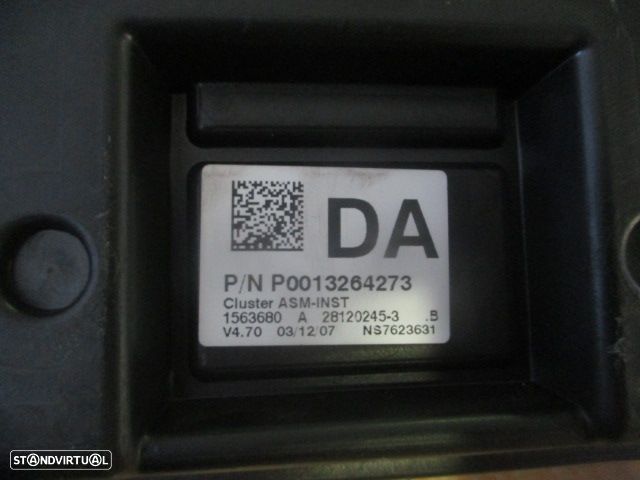 DA
P/N P0013264273
Cluster ASM-INST
1563680 A 28120245-3 .B
V4.70 03/12/07 NS7623631
STANDVIRTUAL